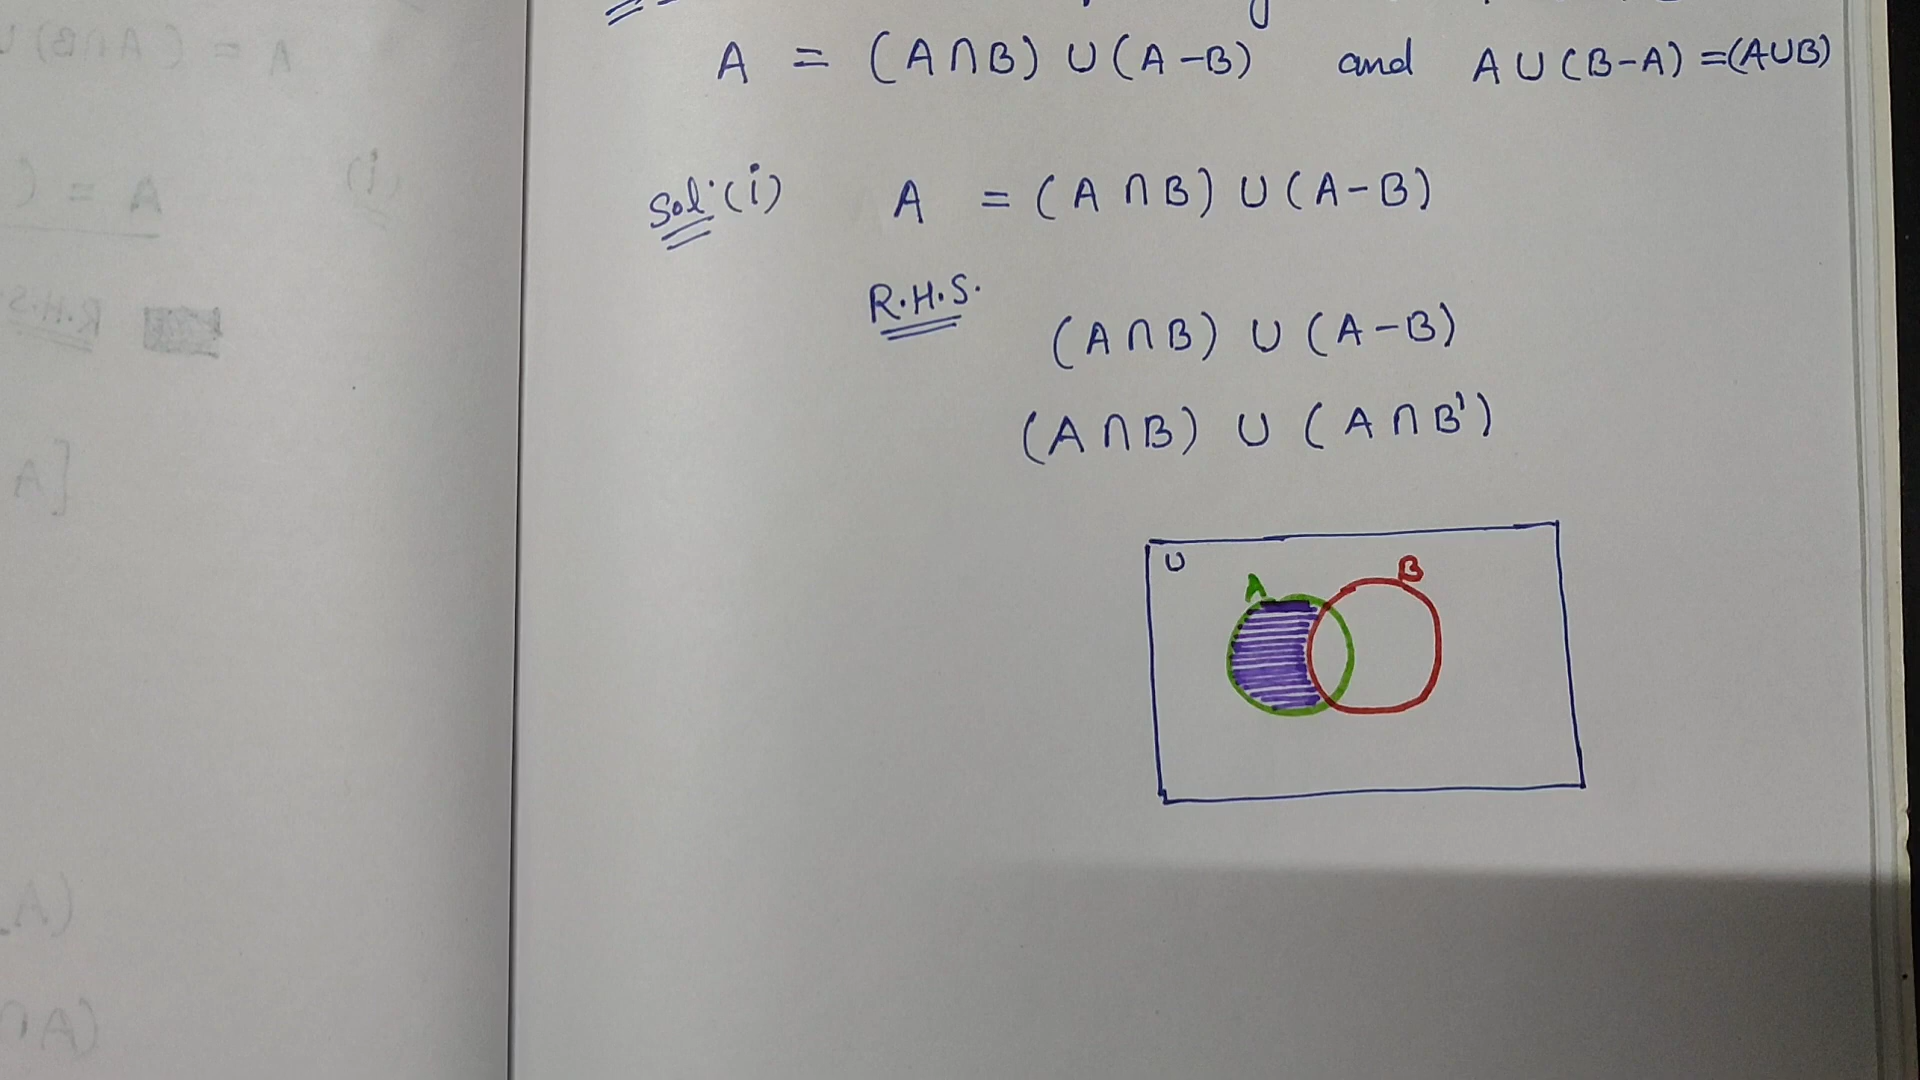 A = (A∩B) ∪ (A-B) and A∪(B-A) =(A∪B)
Sol. (i) A = (A∩B) ∪ (A-B)
R.H.S.
(A∩B) ∪ (A-B)
(A∩B) ∪ (A∩B')
U
A
B